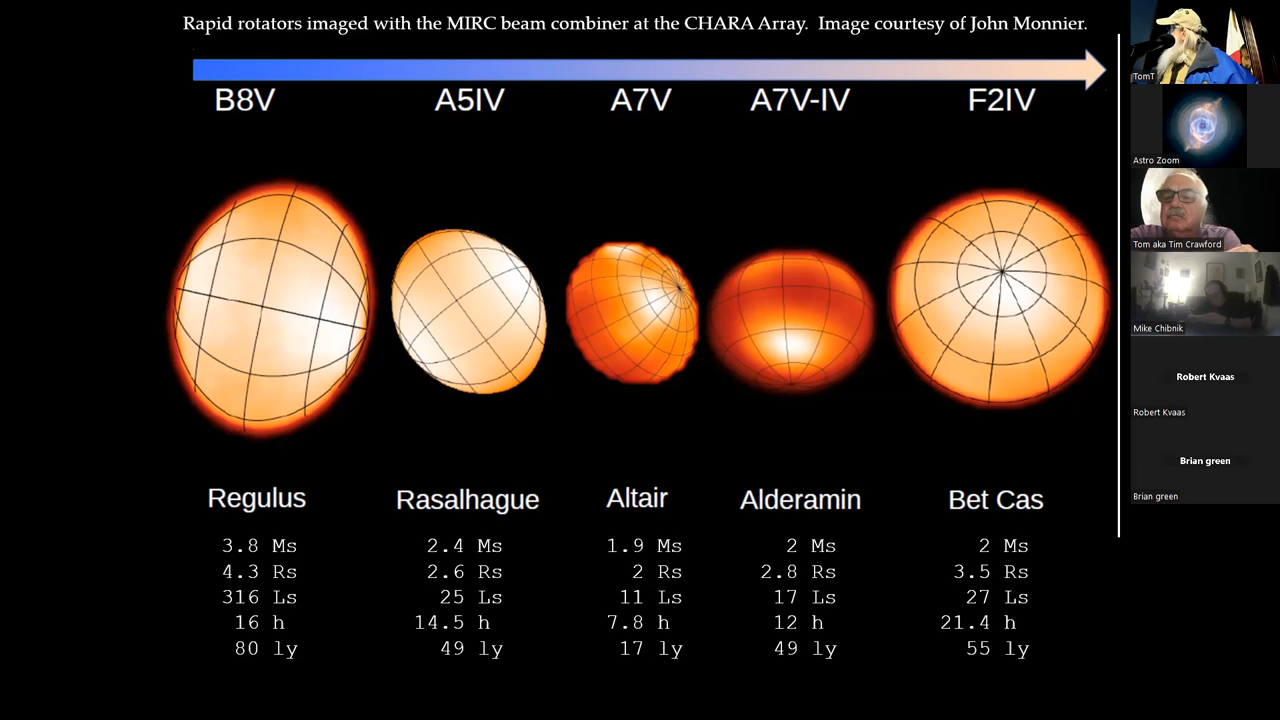 Rapid rotators imaged with the MIRC beam combiner at the CHARA Array. Image courtesy of John Monnier.
B8V A5IV A7V A7V-IV F2IV
Regulus Rasalhague Altair Alderamin Bet Cas
3.8 Ms 2.4 Ms 1.9 Ms 2 Ms 2 Ms
4.3 Rs 2.6 Rs 2 Rs 2.8 Rs 3.5 Rs
316 Ls 25 Ls 11 Ls 17 Ls 27 Ls
16 h 14.5 h 7.8 h 12 h 21.4 h
80 ly 49 ly 17 ly 49 ly 55 ly
TomT
Astro Zoom
Tom aka Tim Crawford
Mike Chibnik
Robert Kvaas
Robert Kvaas
Brian green
Brian green